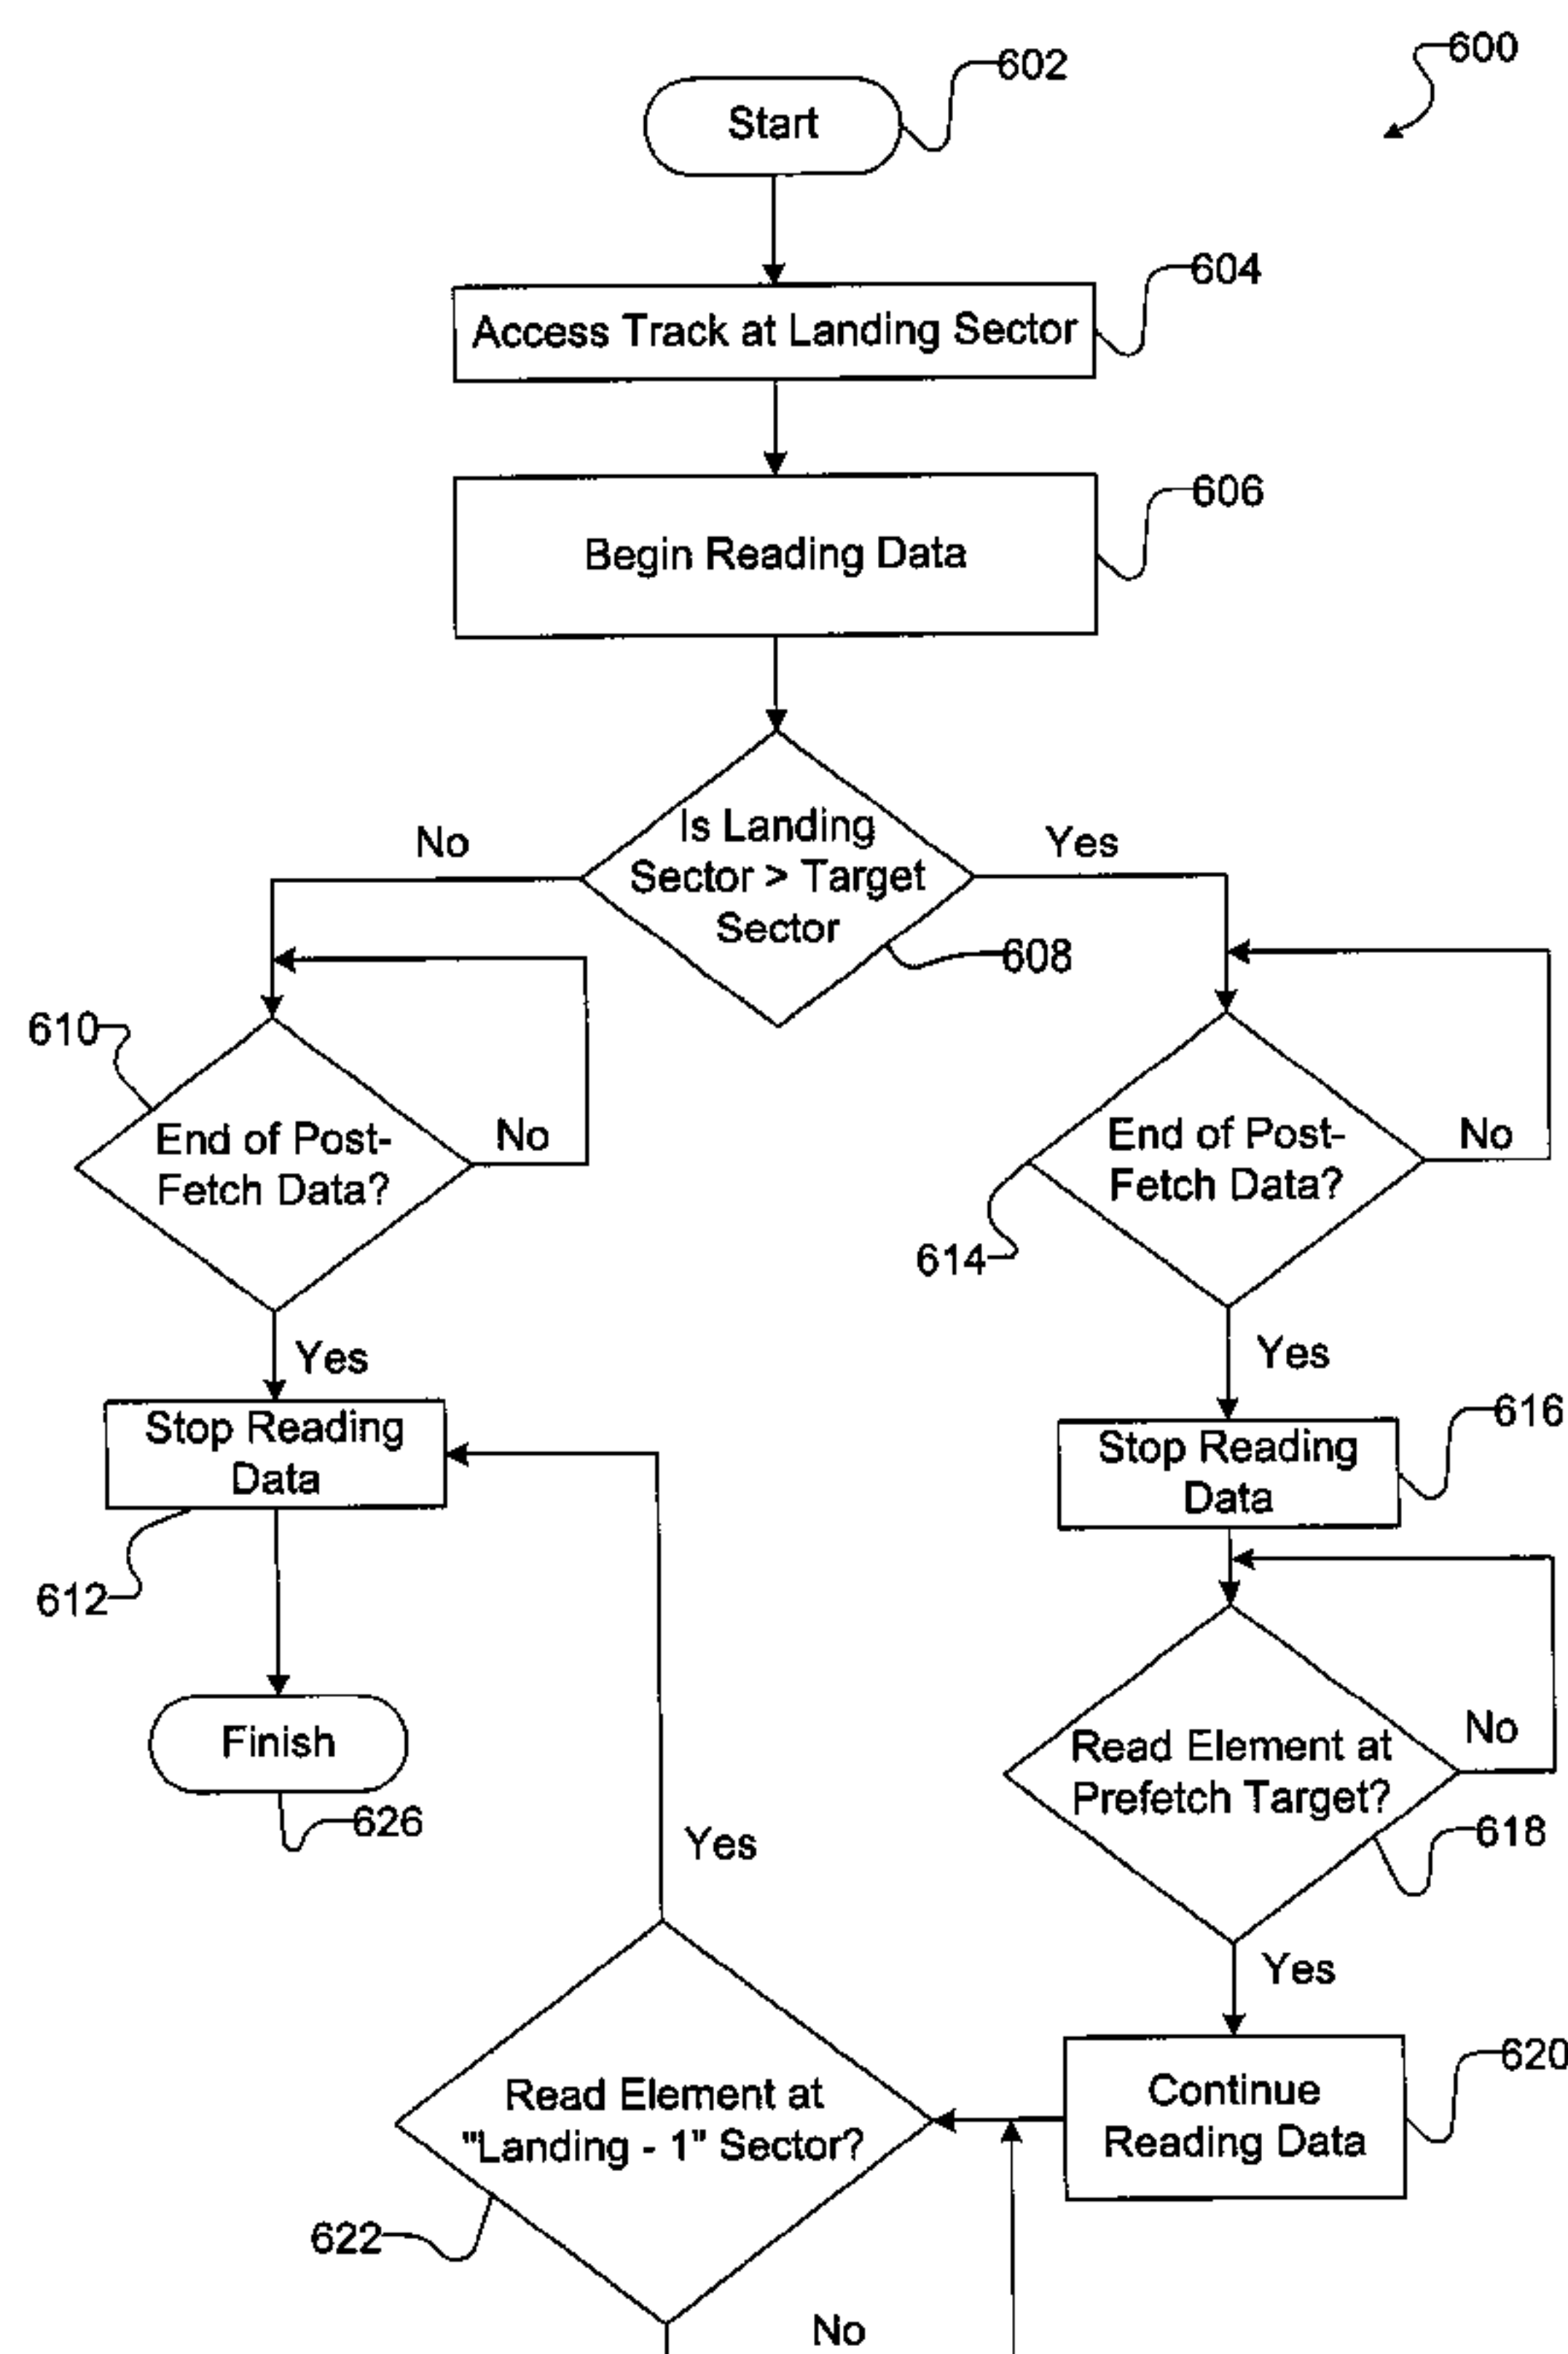 600
602
Start
604
Access Track at Landing Sector
606
Begin Reading Data
No
Is Landing
Sector > Target
Sector
Yes
608
610
End of Post-
Fetch Data?
No
End of Post-
Fetch Data?
No
614
Yes
Yes
Stop Reading
Data
616
Stop Reading
Data
612
Finish
626
Read Element at
Prefetch Target?
No
618
Yes
Yes
620
Continue
Reading Data
Read Element at
"Landing - 1" Sector?
622
No